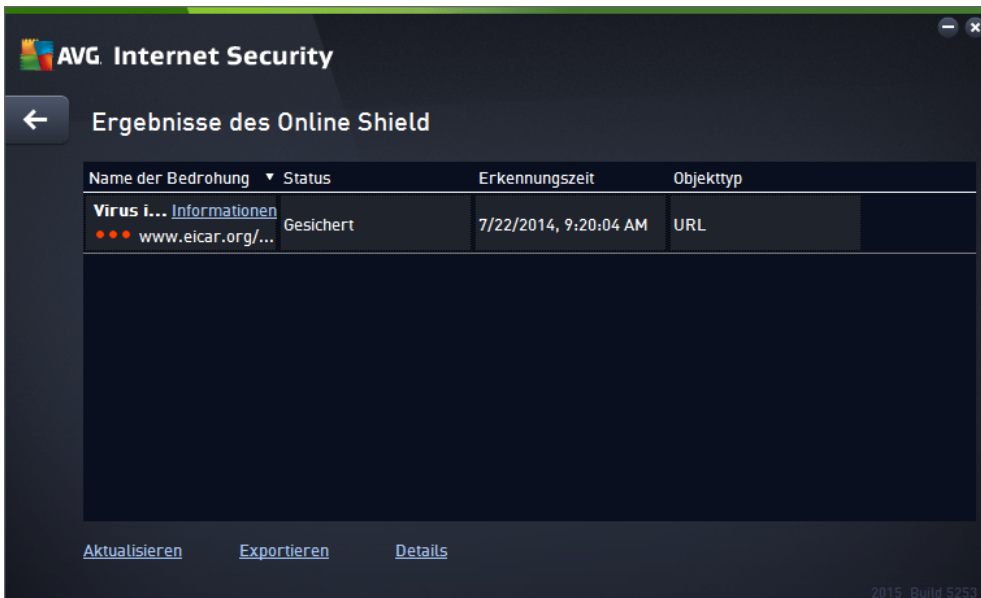 AVG Internet Security
Ergebnisse des Online Shield
Name der Bedrohung Status Erkennungszeit Objekttyp
Virus i... Informationen
www.eicar.org/...
Gesichert 7/22/2014, 9:20:04 AM URL
Aktualisieren Exportieren Details
2015 Build 5253